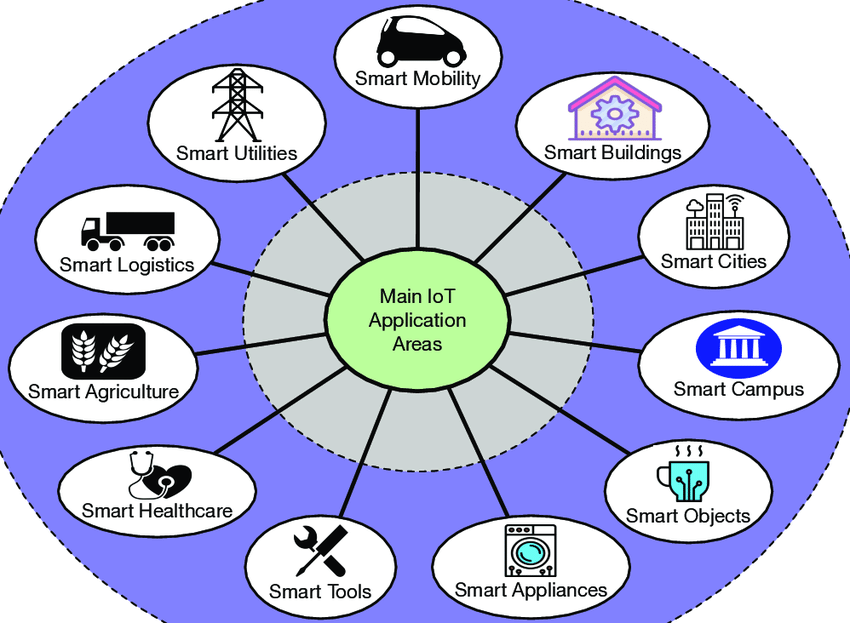 Smart Mobility
Smart Utilities
Smart Buildings
Smart Logistics
Smart Cities
Main IoT
Application
Areas
Smart Agriculture
Smart Campus
Smart Healthcare
Smart Objects
Smart Tools
Smart Appliances